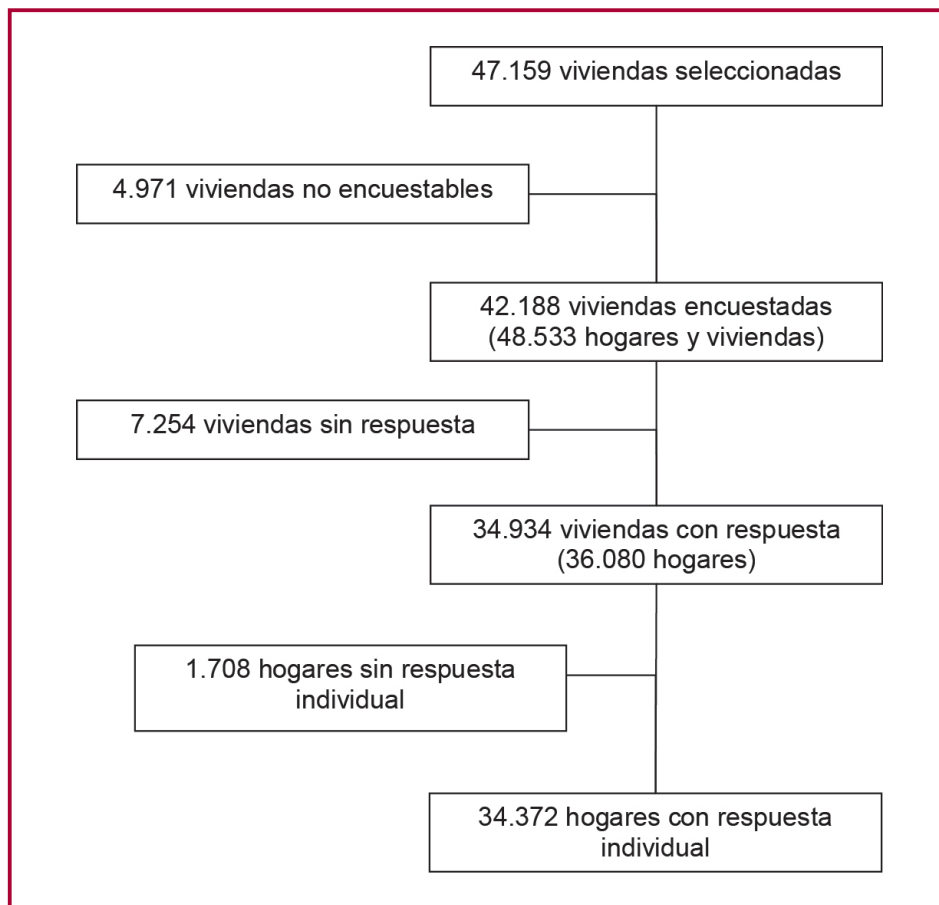 47.159 viviendas seleccionadas
4.971 viviendas no encuestables
42.188 viviendas encuestadas
(48.533 hogares y viviendas)
7.254 viviendas sin respuesta
34.934 viviendas con respuesta
(36.080 hogares)
1.708 hogares sin respuesta
individual
34.372 hogares con respuesta
individual